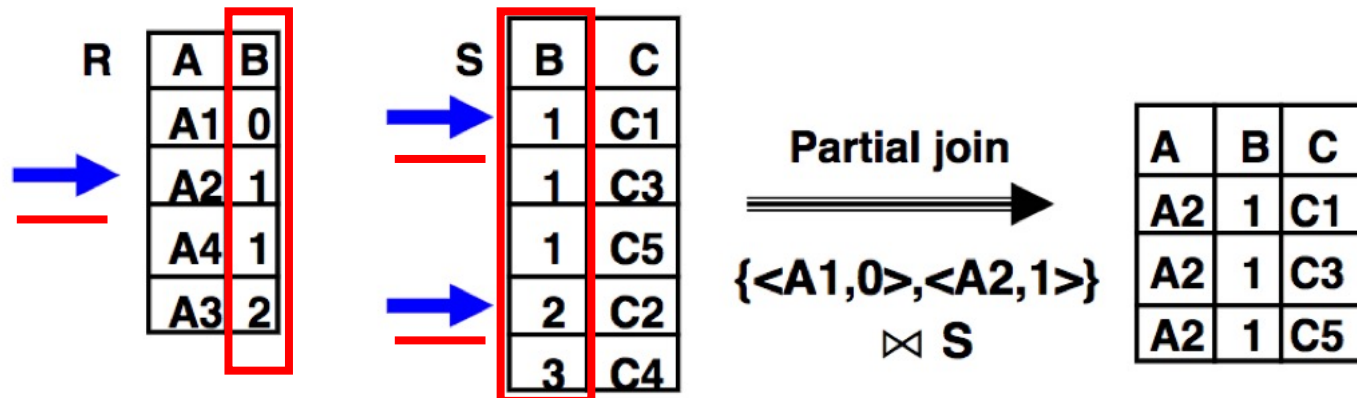 R
A B
A1 0
A2 1
A4 1
A3 2
S
B C
1 C1
1 C3
1 C5
2 C2
3 C4
Partial join
{<A1,0>,<A2,1>}
⋈ S
A B C
A2 1 C1
A2 1 C3
A2 1 C5